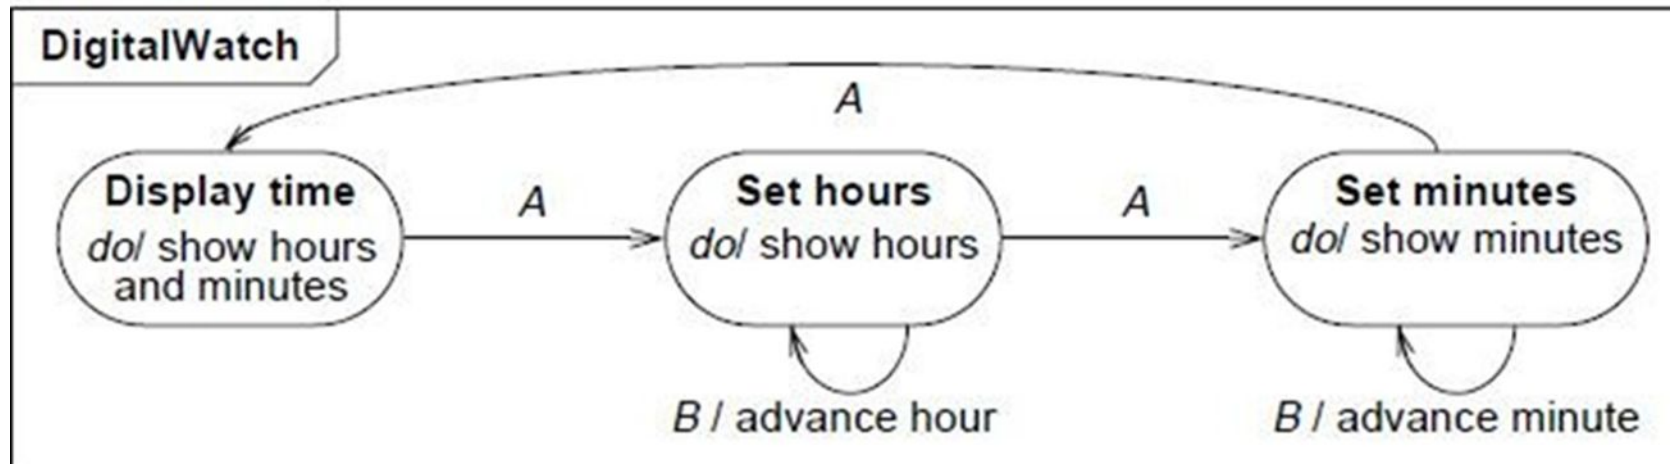 DigitalWatch
A
Display time
do/ show hours
and minutes
A
Set hours
do/ show hours
A
Set minutes
do/ show minutes
B / advance hour
B / advance minute